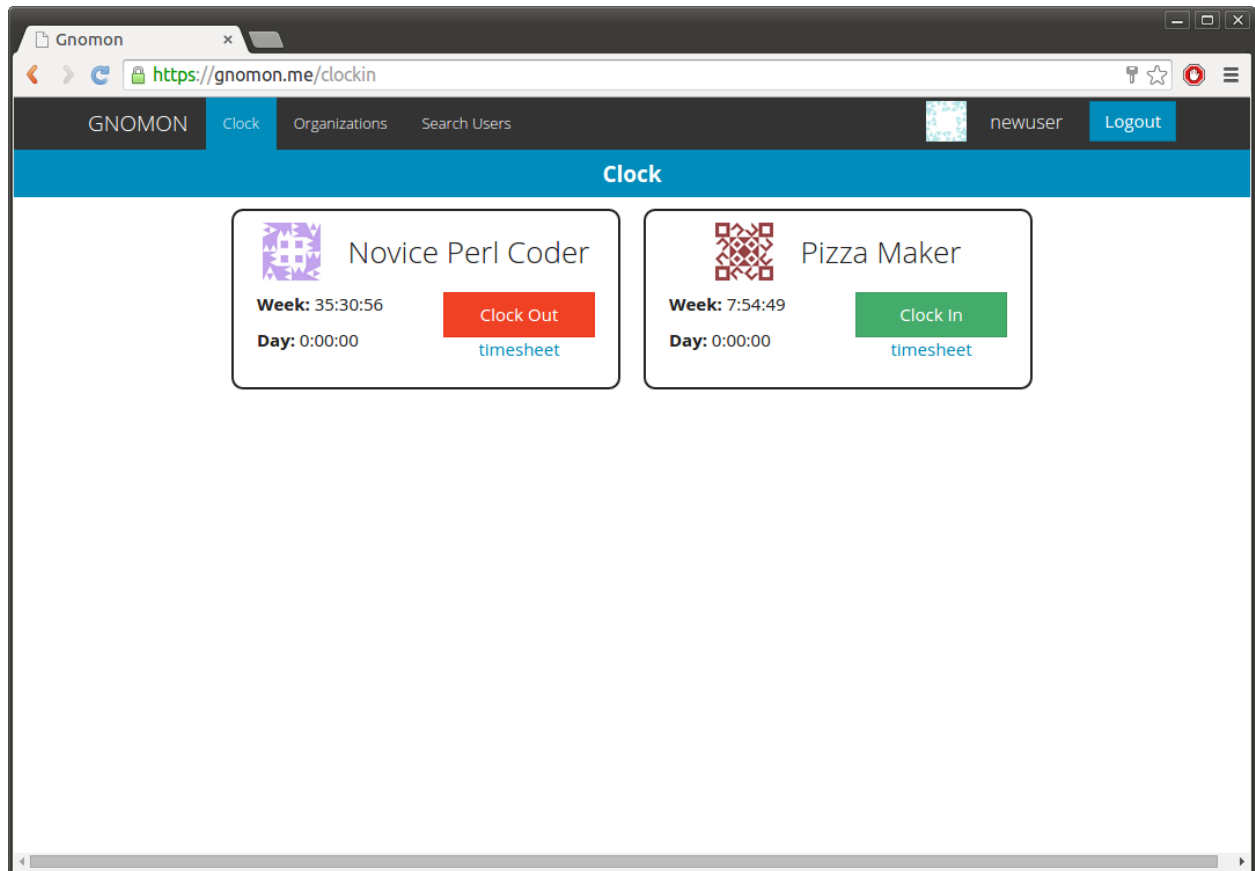 Gnomon
https://gnomon.me/clockin
GNOMON Clock Organizations Search Users newuser Logout
Clock
Novice Perl Coder
Week: 35:30:56
Clock Out
Day: 0:00:00
timesheet
Pizza Maker
Week: 7:54:49
Clock In
Day: 0:00:00
timesheet